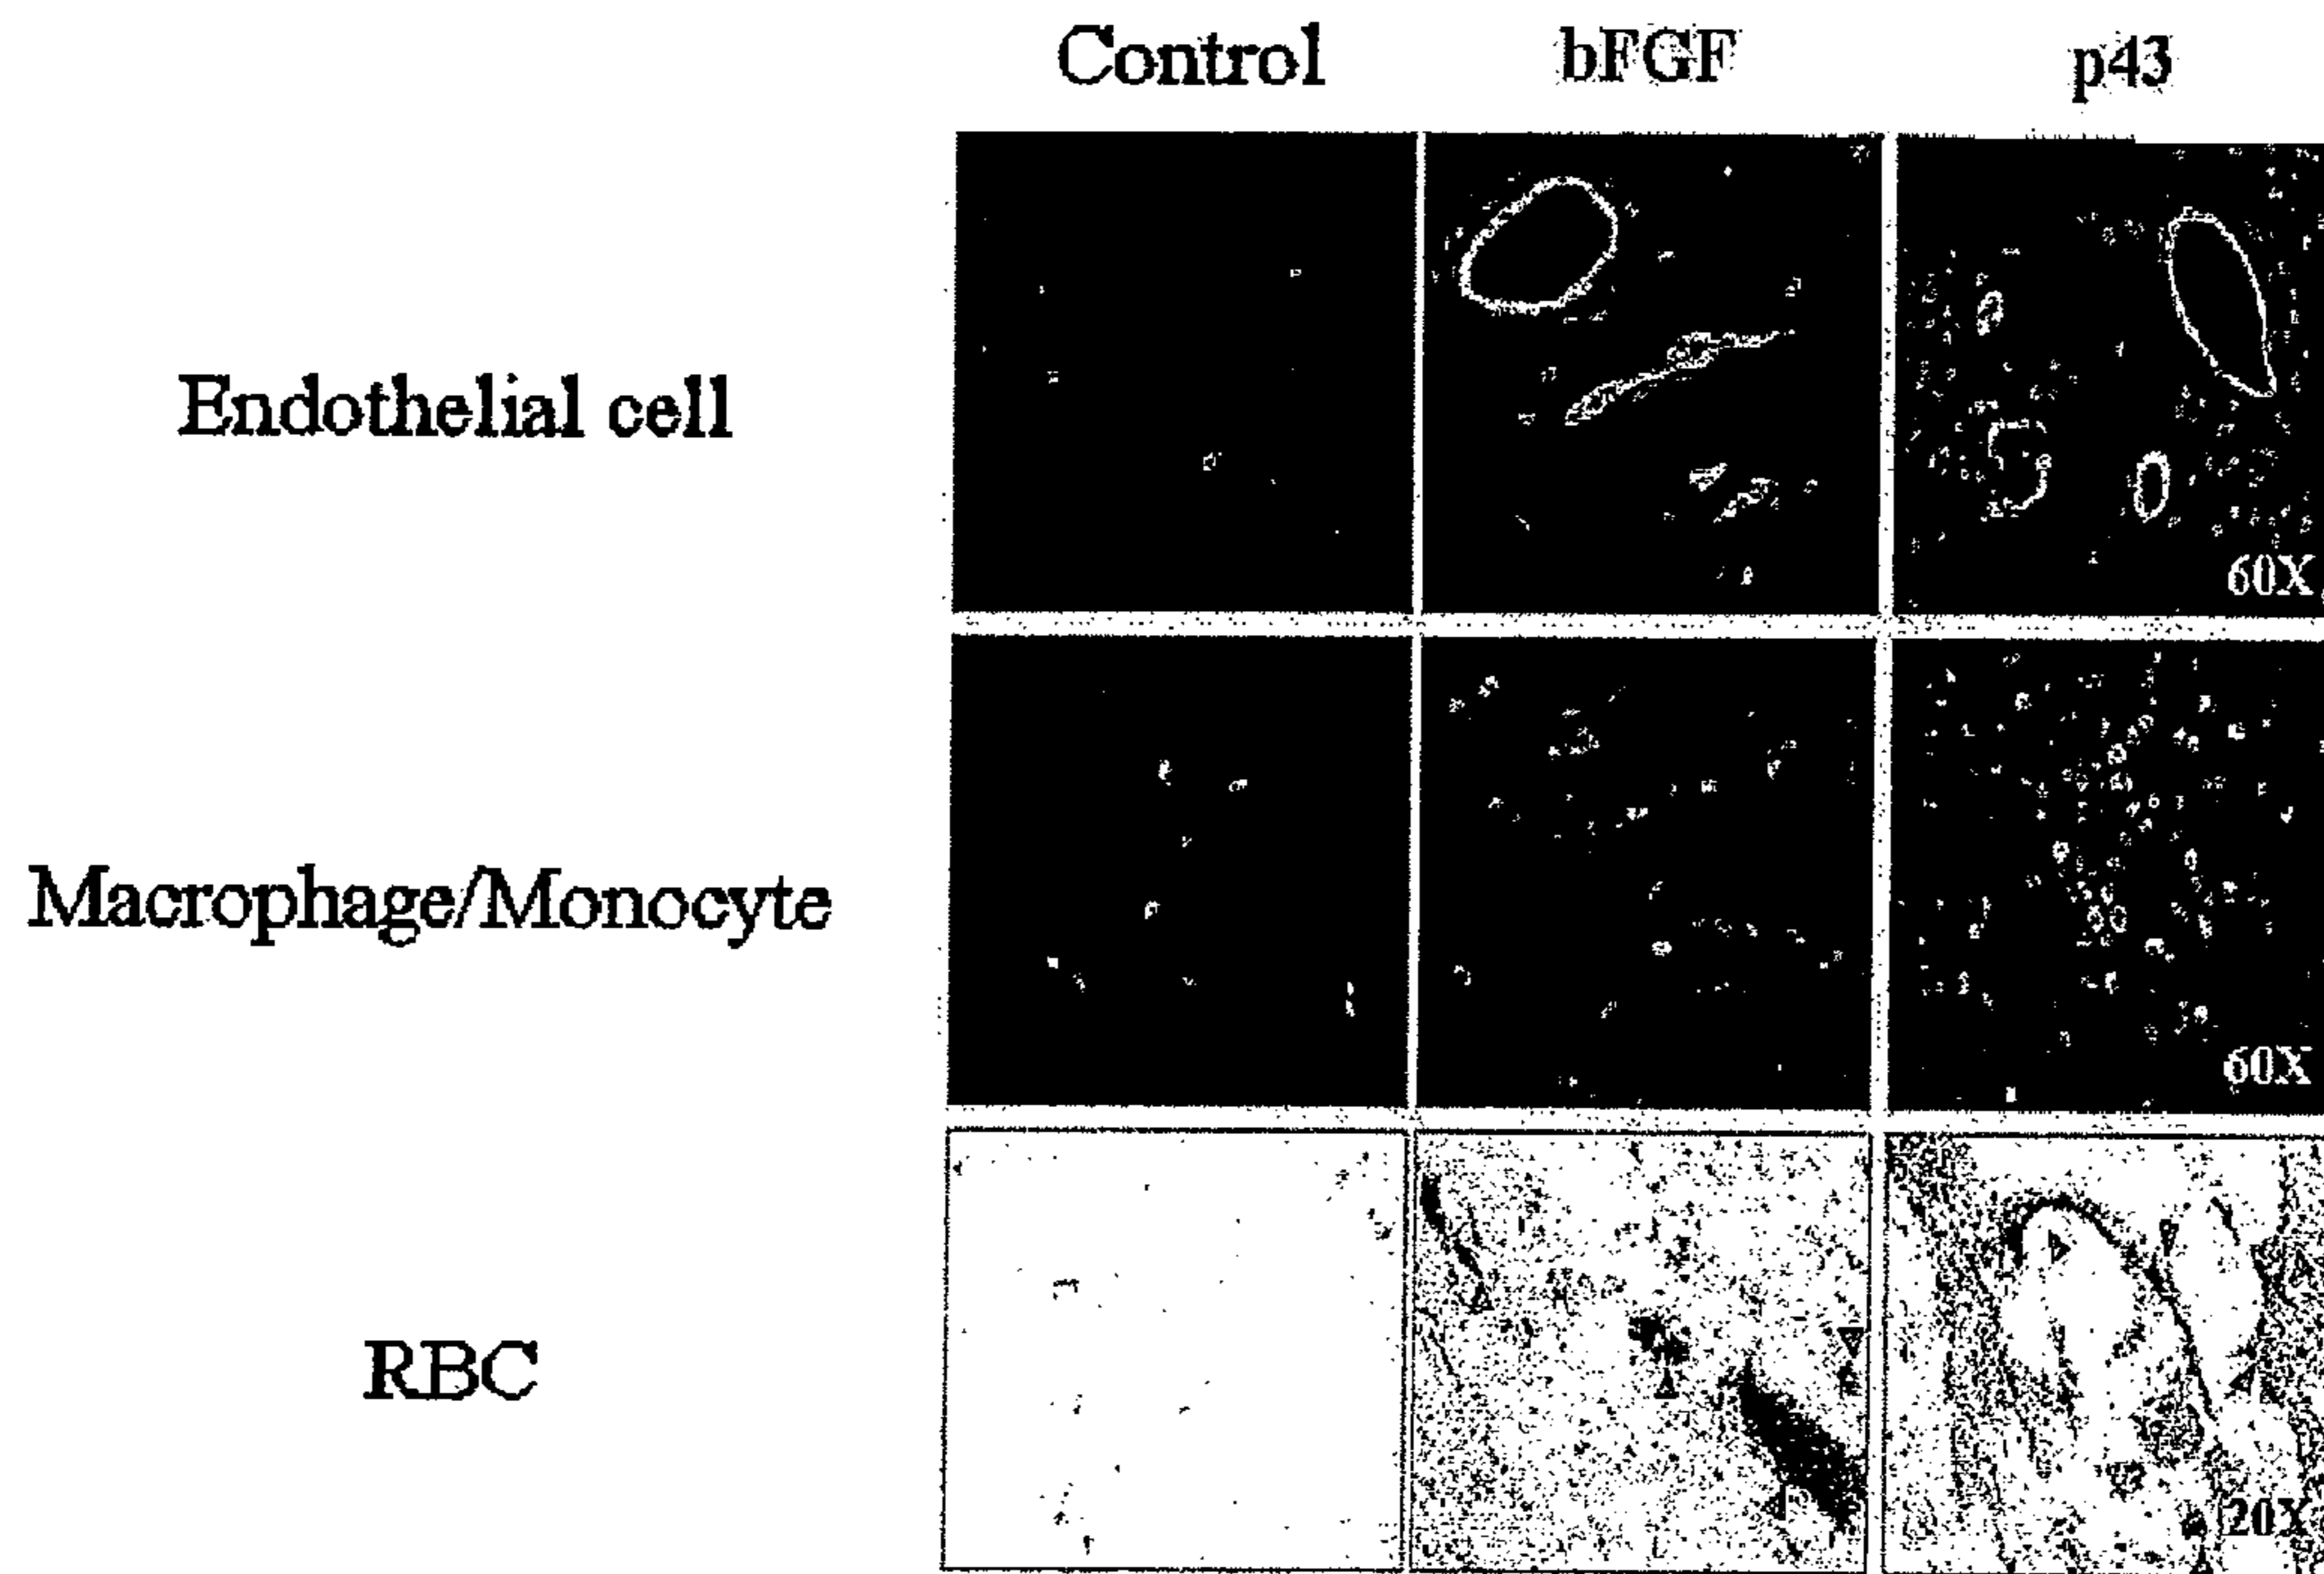 Control bFGF p43
Endothelial cell
60X
Macrophage/Monocyte
60X
RBC
20X